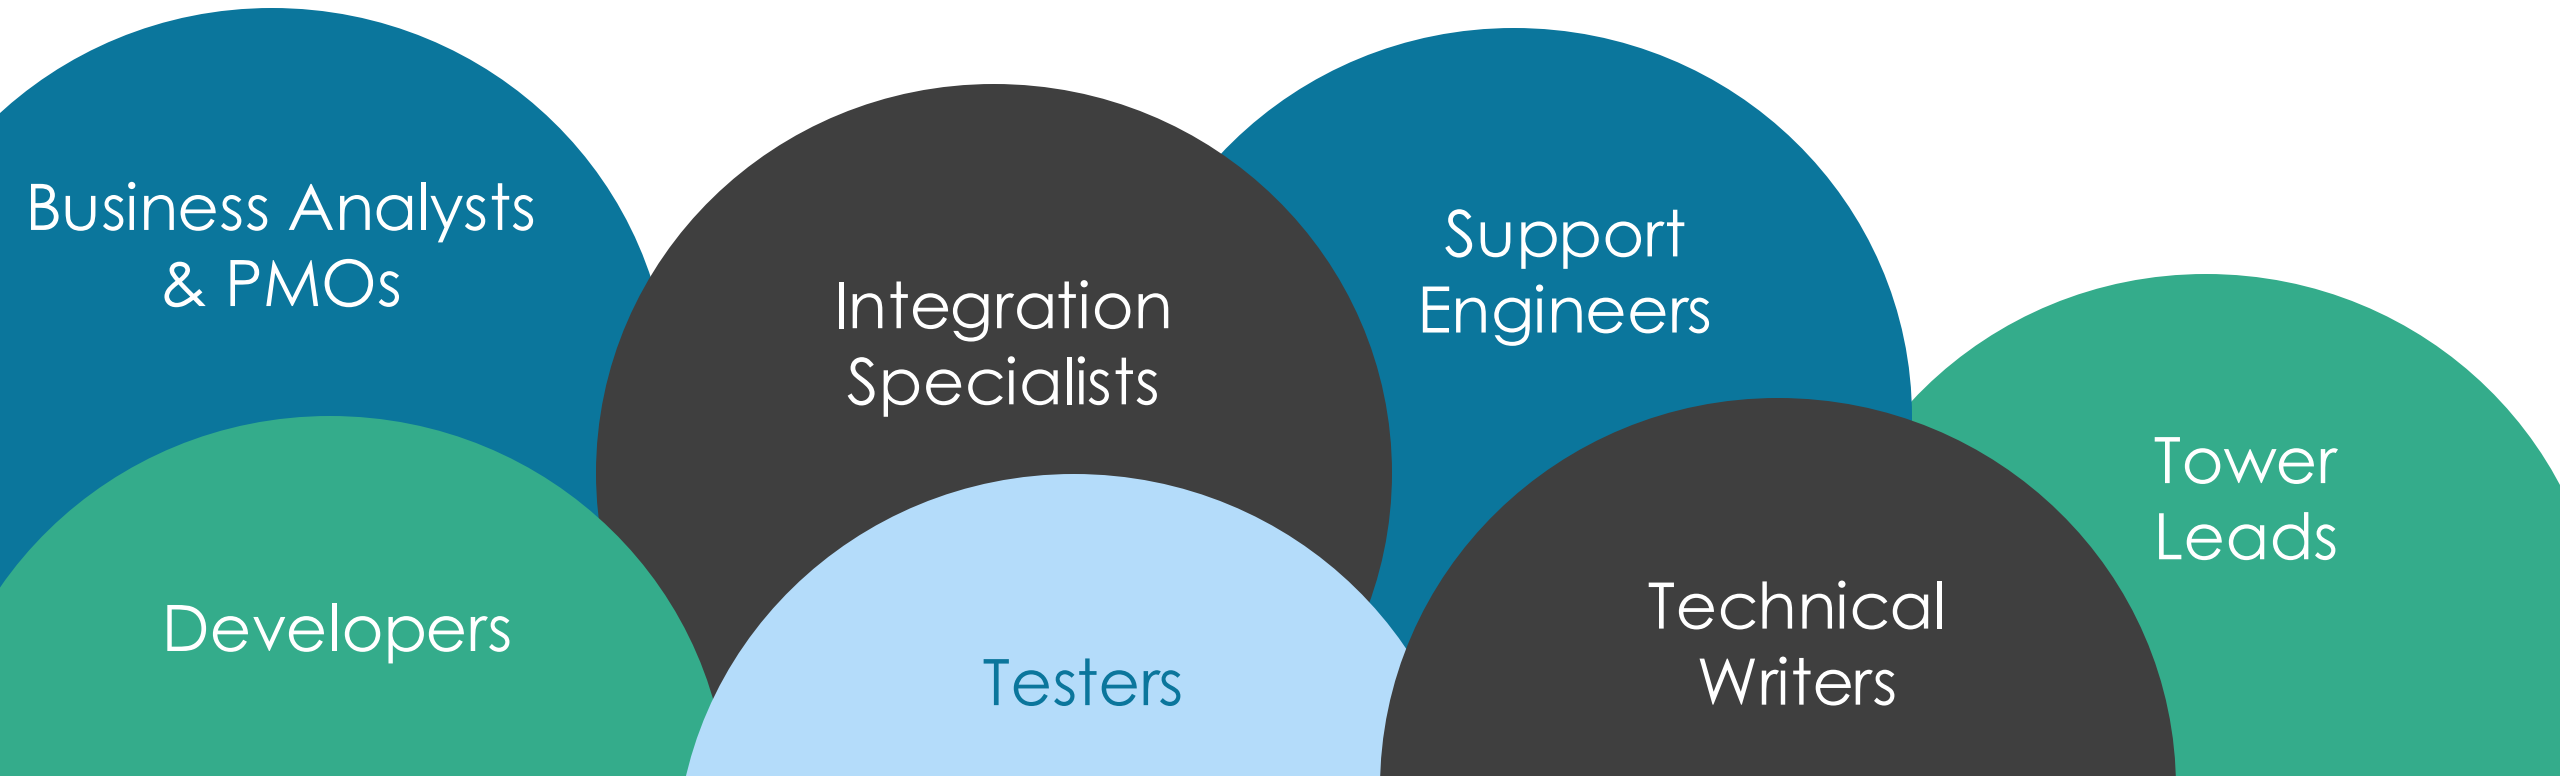 Business Analysts
& PMOs
Integration
Specialists
Support
Engineers
Tower
Leads
Developers
Testers
Technical
Writers